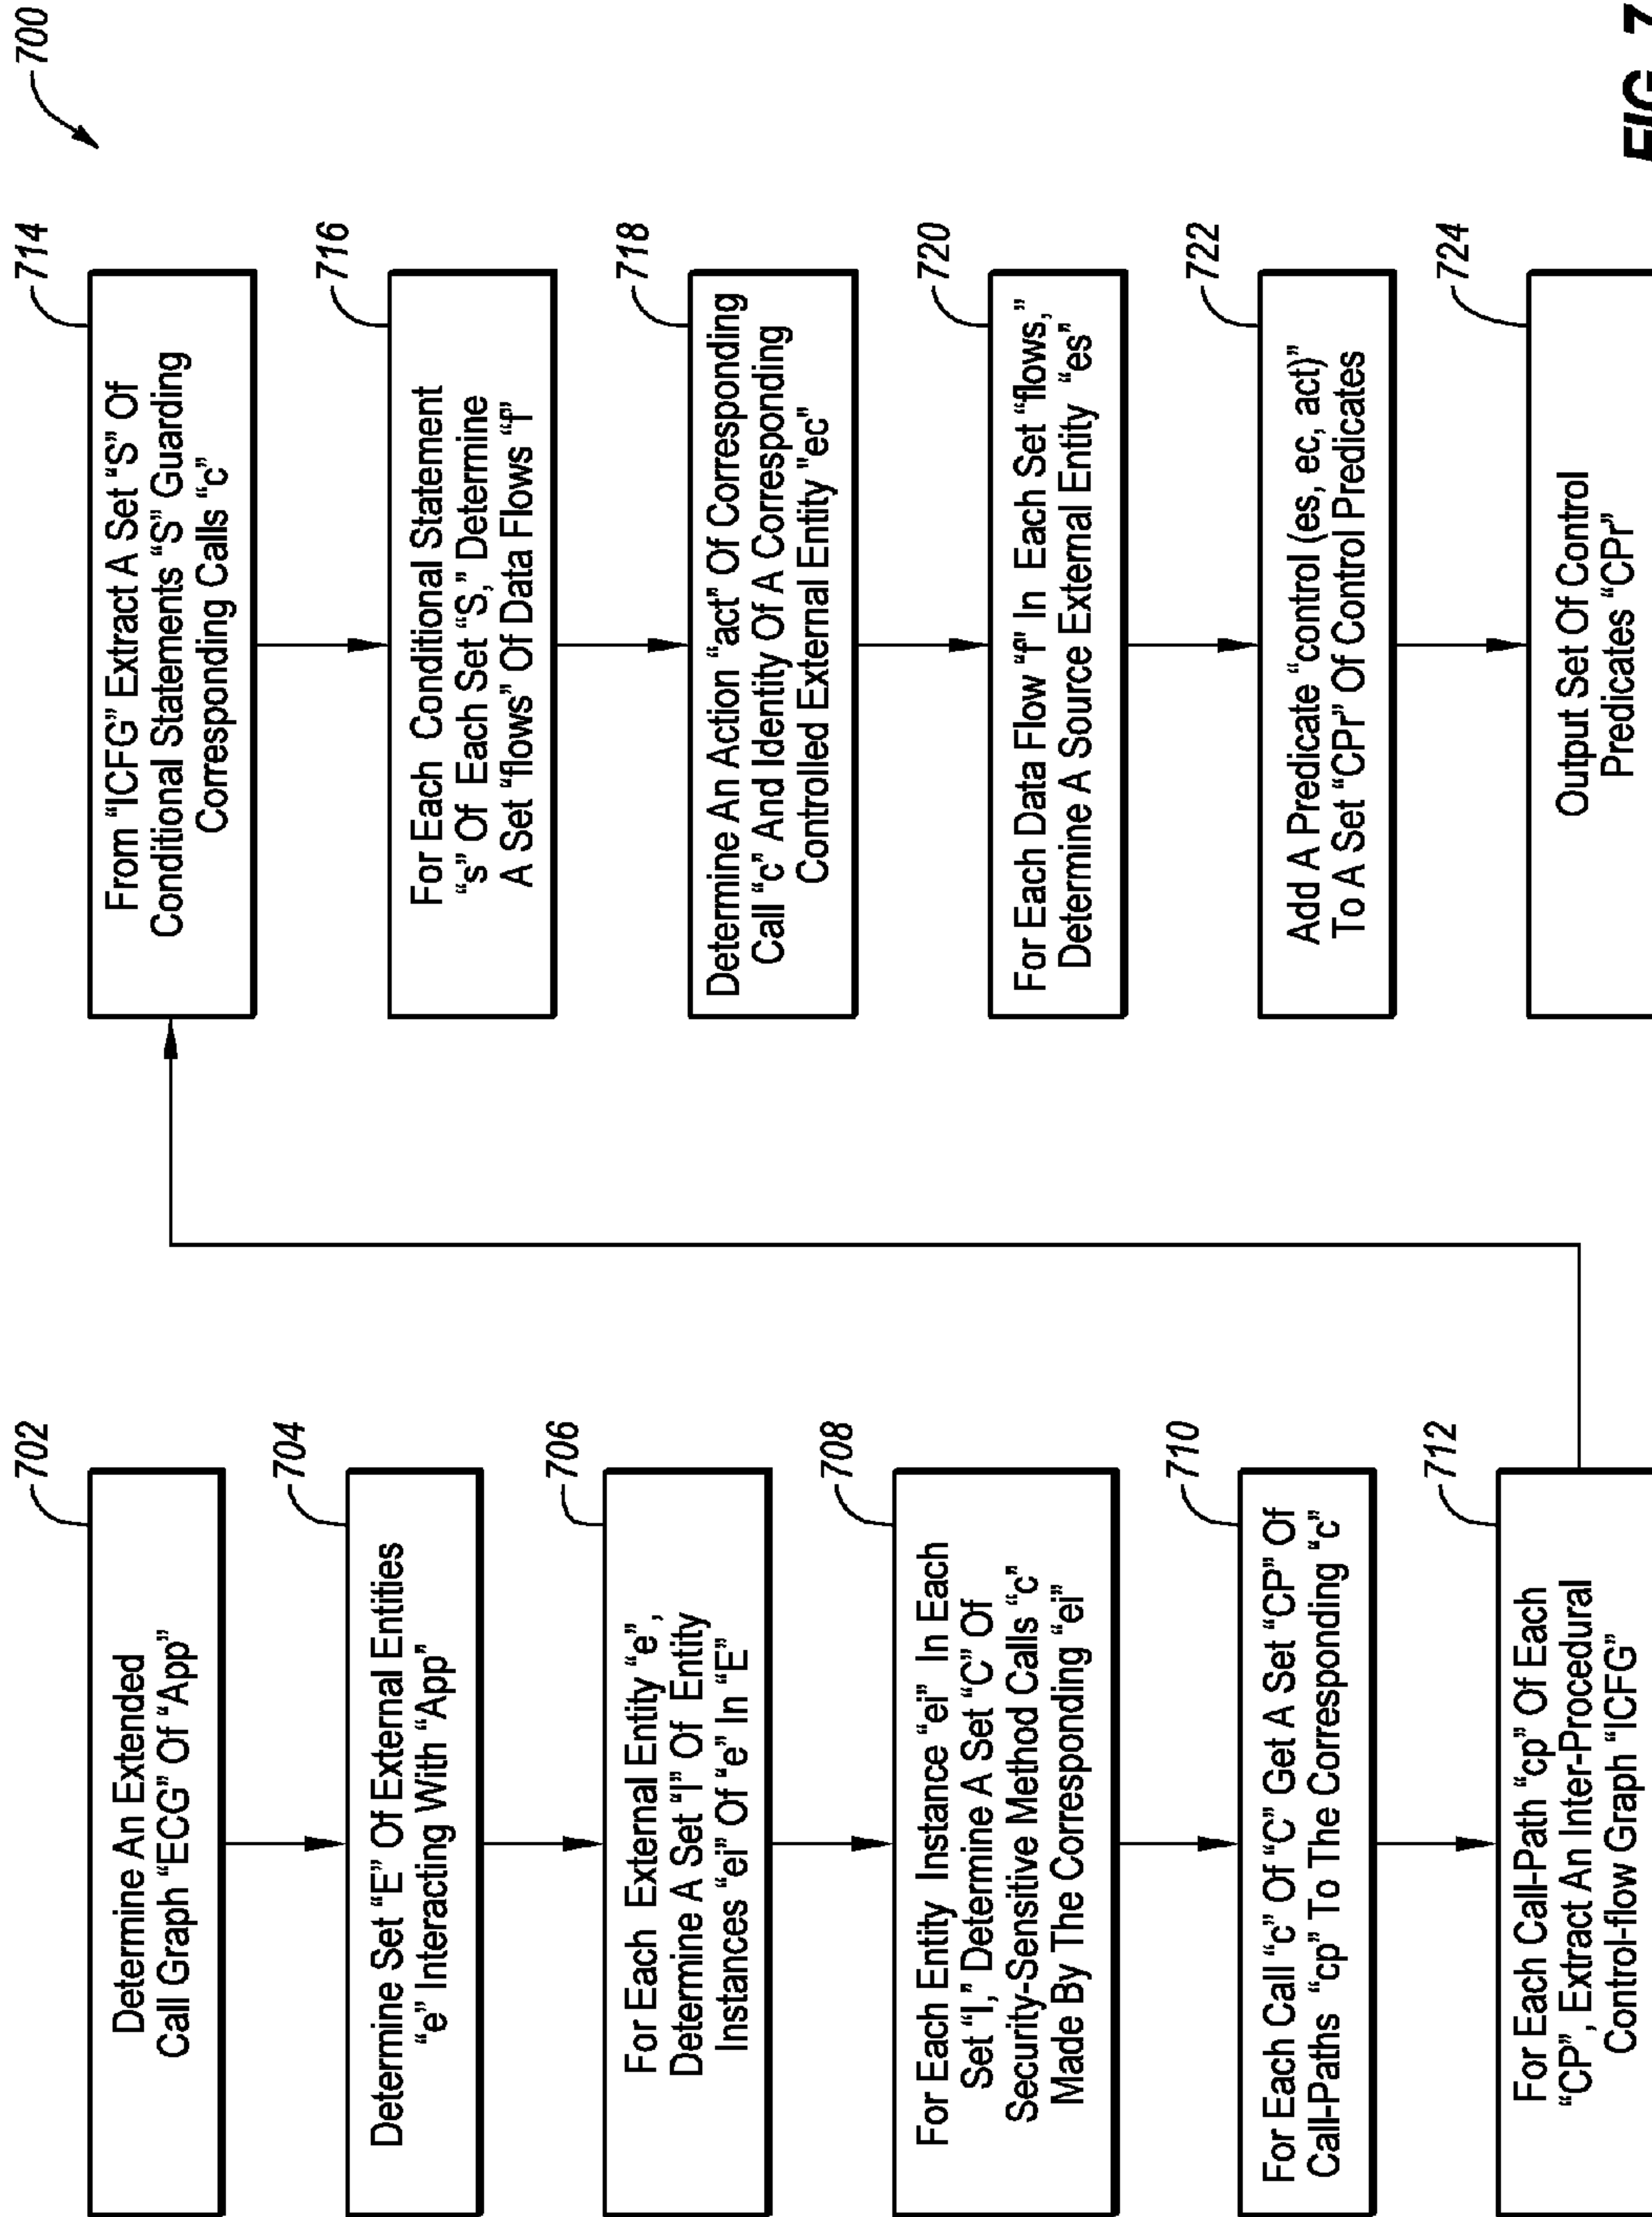 700
702
Determine An Extended
Call Graph “ECG” Of “App”
704
Determine Set “E” Of External Entities
“e” Interacting With “App”
706
For Each External Entity “e”,
Determine A Set “I” Of Entity
Instances “ei” Of “e” In “E”
708
For Each Entity Instance “ei” In Each
Set “I,” Determine A Set “C” Of
Security-Sensitive Method Calls “c”
Made By The Corresponding “ei”
710
For Each Call “c” Of “C” Get A Set “CP” Of
Call-Paths “cp” To The Corresponding “c”
712
For Each Call-Path “cp” Of Each
“CP”, Extract An Inter-Procedural
Control-flow Graph “ICFG”
714
From “ICFG” Extract A Set “S” Of
Conditional Statements “S” Guarding
Corresponding Calls “c”
716
For Each Conditional Statement
“s” Of Each Set “S,” Determine
A Set “flows” Of Data Flows “f”
718
Determine An Action “act” Of Corresponding
Call “c” And Identity Of A Corresponding
Controlled External Entity "ec"
720
For Each Data Flow “f” In Each Set “flows,”
Determine A Source External Entity “es”
722
Add A Predicate “control (es, ec, act)”
To A Set “CPr” Of Control Predicates
724
Output Set Of Control
Predicates “CPr”
FIG. 7